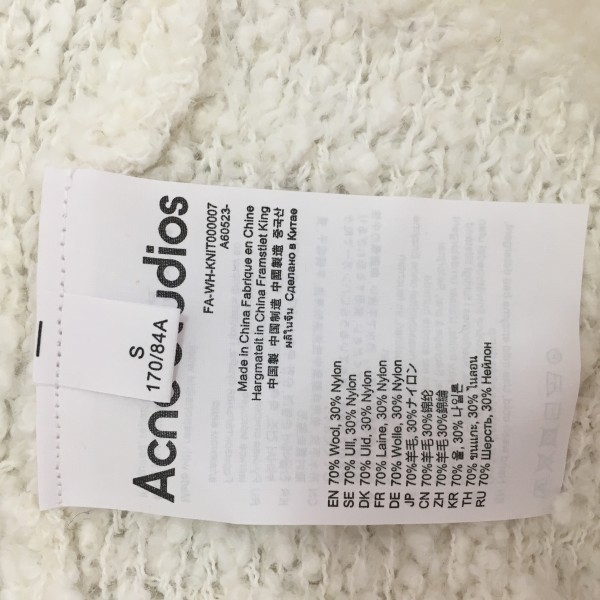 Acne Studios
S
170/84A
FA-WH-KNIT000007
A60523-
Made in China Fabrique en Chine
Hargmatelt in China Framstlet King
中国製 中国制造 中國製造 중국산
ผลิในจีน Сделано в Китае
EN 70% Wool, 30% Nylon
SE 70% Ull, 30% Nylon
DK 70% Uld, 30% Nylon
FR 70% Laine, 30% Nylon
DE 70% Wolle, 30% Nylon
JP 70%羊毛, 30%ナイロン
CN 70%羊毛30%锦纶
ZH 70%羊毛30%錦綸
KR 70% 울, 30% 나일론
TH 70% ขนแกะ, 30% ไนลอน
RU 70% Шерсть, 30% Нейлон